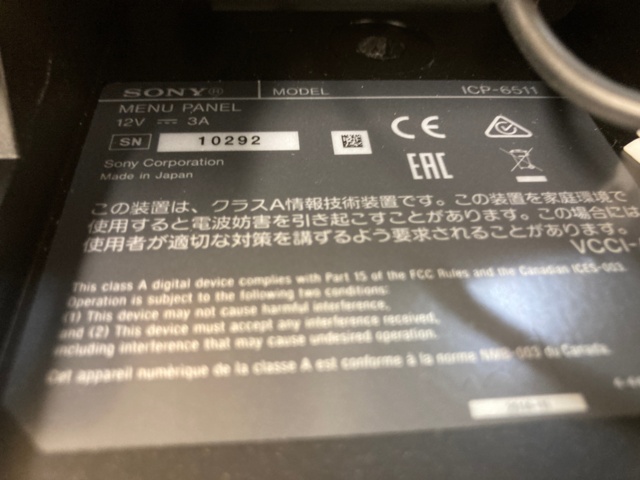 SONY MODEL ICP-6511
MENU PANEL
12V 3A
SN 10292
CE
EAC
Sony Corporation
Made in Japan
この装置は、クラスA情報技術装置です。この装置を家庭環境で
使用すると電波妨害を引き起こすことがあります。この場合には
使用者が適切な対策を講ずるよう要求されることがあります。
VCCI-
This class A digital device complies with Part 15 of the FCC Rules and the Canadian ICES-003.
Operation is subject to the following two conditions:
(1) This device may not cause harmful interference,
and (2) This device must accept any interference received,
including interference that may cause undesired operation.
Cet appareil numérique de la classe A est conforme à la norme NMB-003 du Canada.